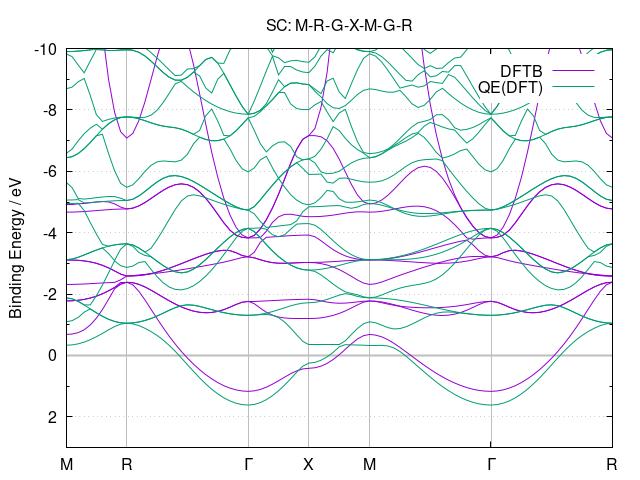 SC: M-R-G-X-M-G-R
-10
DFTB
QE(DFT)
-8
-6
-4
-2
0
2
Binding Energy / eV
M R Γ X M Γ R